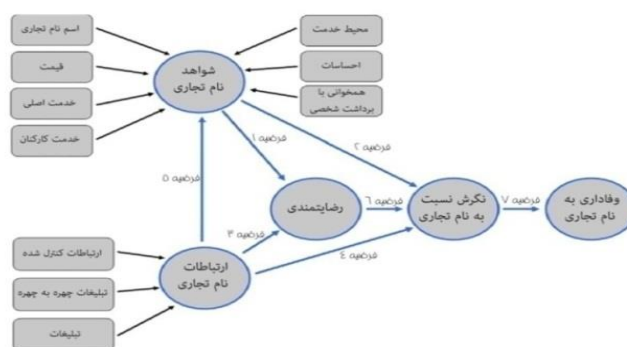 اسم نام تجاری
قیمت
خدمت اصلی
خدمت کارکنان
محیط خدمت
احساسات
همخوانی با
برداشت شخصی
شواهد
نام تجاری
فرضیه ۱
فرضیه ۲
فرضیه ۵
رضایتمندی
فرضیه ۶
نگرش نسبت
به نام تجاری
فرضیه ۷
وفاداری به
نام تجاری
فرضیه ۳
فرضیه ۴
ارتباطات
نام تجاری
ارتباطات کنترل شده
تبلیغات چهره به چهره
تبلیغات